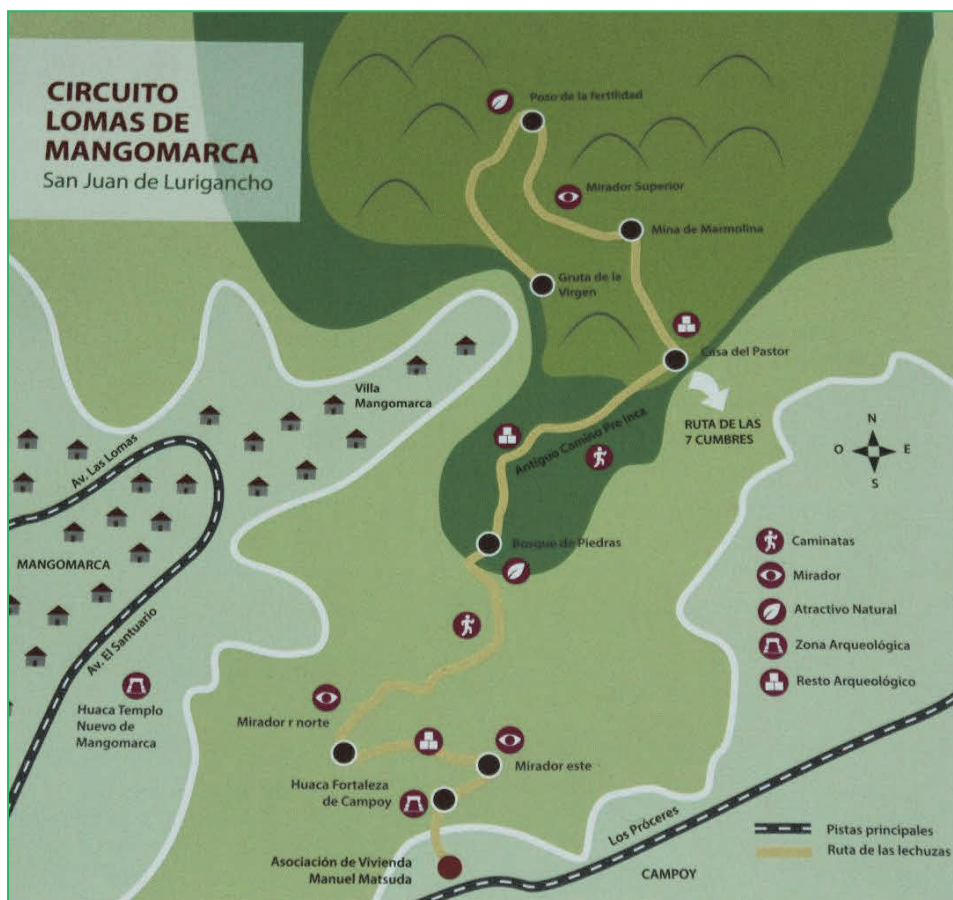 CIRCUITO
LOMAS DE
MANGOMARCA
San Juan de Lurigancho
Pozo de la fertilidad
Mirador Superior
Mina de Marmolina
Gruta de la
Virgen
Casa del Pastor
Villa
Mangomarca
RUTA DE LAS
7 CUMBRES
Antiguo Camino Pre Inca
N
O
E
S
Av. Las Lomas
Bosque de Piedras
MANGOMARCA
Av. El Santuario
Caminatas
Mirador
Atractivo Natural
Zona Arqueológica
Resto Arqueológico
Huaca Templo
Nuevo de
Mangomarca
Mirador r norte
Mirador este
Huaca Fortaleza
de Campoy
Los Próceres
Pistas principales
Ruta de las lechuzas
Asociación de Vivienda
Manuel Matsuda
CAMPOY